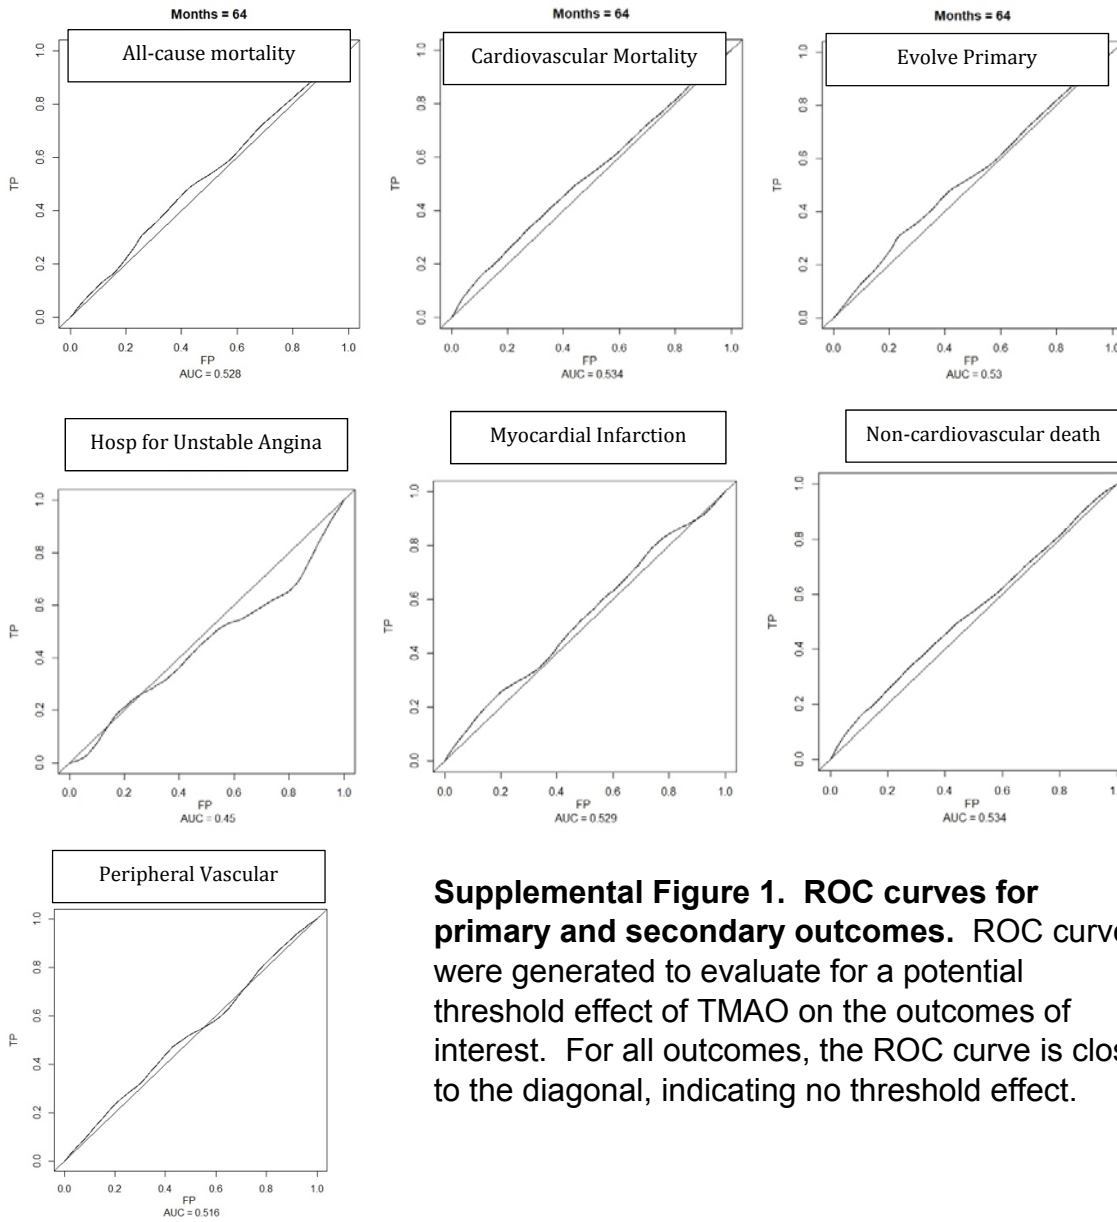 Months = 64
All-cause mortality
1.0
0.8
0.6
0.4
0.2
0.0
TP
0.0 0.2 0.4 0.6 0.8 1.0
FP
AUC = 0.528
Months = 64
Cardiovascular Mortality
1.0
0.8
0.6
0.4
0.2
0.0
TP
0.0 0.2 0.4 0.6 0.8 1.0
FP
AUC = 0.534
Months = 64
Evolve Primary
1.0
0.8
0.6
0.4
0.2
0.0
TP
0.0 0.2 0.4 0.6 0.8 1.0
FP
AUC = 0.53
Hosp for Unstable Angina
1.0
0.8
0.6
0.4
0.2
0.0
TP
0.0 0.2 0.4 0.6 0.8 1.0
FP
AUC = 0.45
Myocardial Infarction
1.0
0.8
0.6
0.4
0.2
0.0
TP
0.0 0.2 0.4 0.6 0.8 1.0
FP
AUC = 0.529
Non-cardiovascular death
1.0
0.8
0.6
0.4
0.2
0.0
TP
0.0 0.2 0.4 0.6 0.8
FP
AUC = 0.534
Peripheral Vascular
1.0
0.8
0.6
0.4
0.2
0.0
TP
0.0 0.2 0.4 0.6 0.8 1.0
FP
AUC = 0.516
Supplemental Figure 1. ROC curves for
primary and secondary outcomes. ROC curve
were generated to evaluate for a potential
threshold effect of TMAO on the outcomes of
interest. For all outcomes, the ROC curve is clos
to the diagonal, indicating no threshold effect.